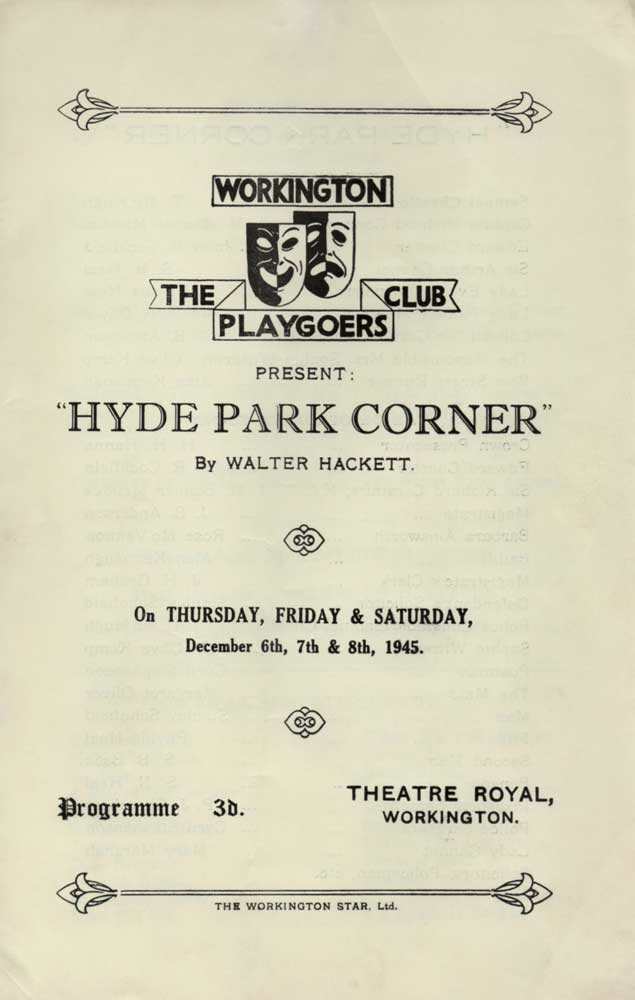 WORKINGTON
THE CLUB
PLAYGOERS
PRESENT:
"HYDE PARK CORNER"
By WALTER HACKETT.
On THURSDAY, FRIDAY & SATURDAY,
December 6th, 7th & 8th, 1945.
Programme 3d.
THEATRE ROYAL,
WORKINGTON.
THE WORKINGTON STAR, Ltd.